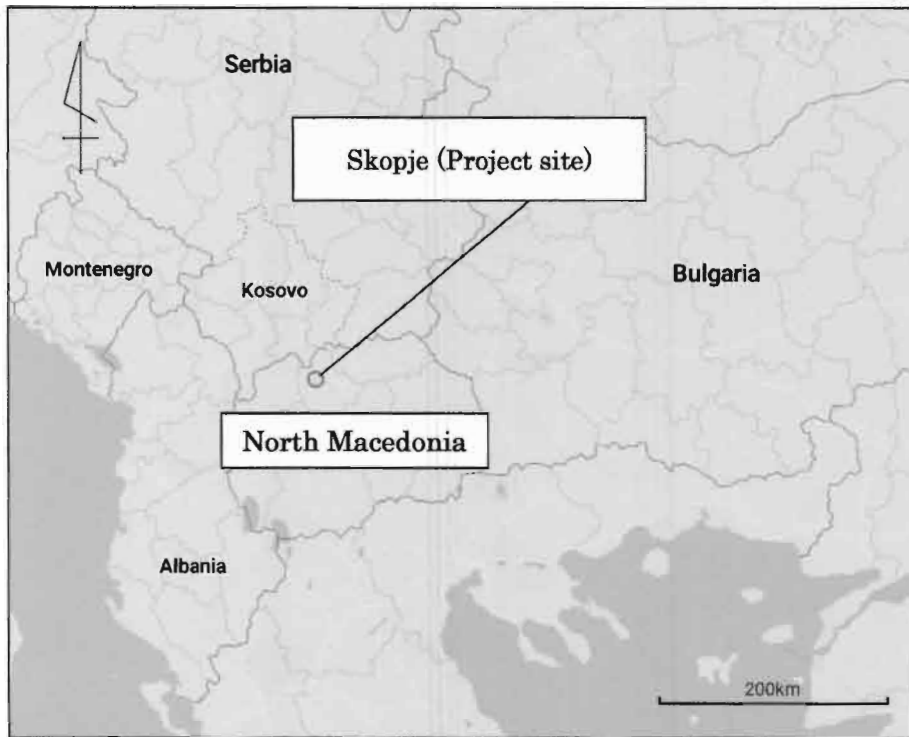 Serbia
Skopje (Project site)
Montenegro
Kosovo
Bulgaria
North Macedonia
Albania
200km